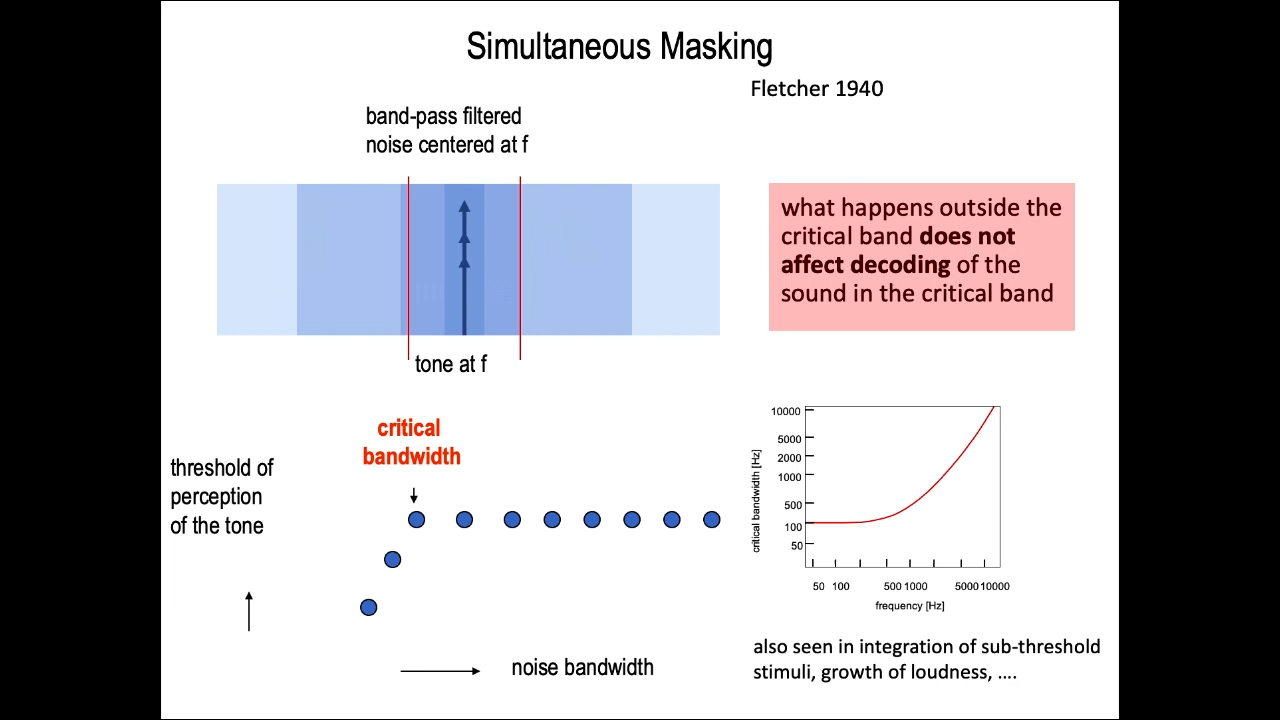 Simultaneous Masking
Fletcher 1940
band-pass filtered
noise centered at f
what happens outside the
critical band does not
affect decoding of the
sound in the critical band
tone at f
critical
bandwidth
threshold of
perception
of the tone
noise bandwidth
critical bandwidth [Hz]
10000
5000
2000
1000
500
100
50
50 100 500 1000 5000 10000
frequency [Hz]
also seen in integration of sub-threshold
stimuli, growth of loudness, ....